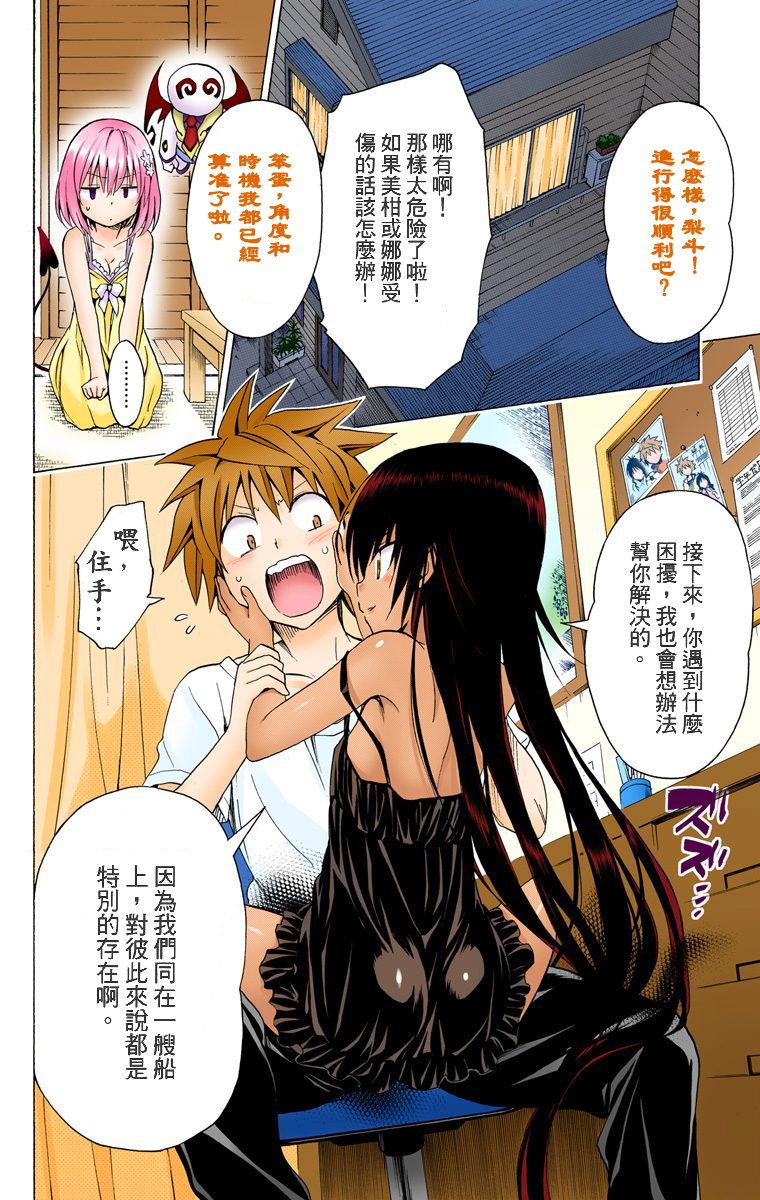 怎麼樣，梨斗！
進行得很順利吧？
哪有啊！
那樣太危險了啦！
如果美柑或娜娜受
傷的話該怎麼辦！
笨蛋，角度和
時機我都已經
算准了啦。
………
接下來，你遇到什麼
困擾，我也會想辦法
幫你解決的。
喂，
住手…
因為我們同在一艘船
上，對彼此來說都是
特別的存在啊。